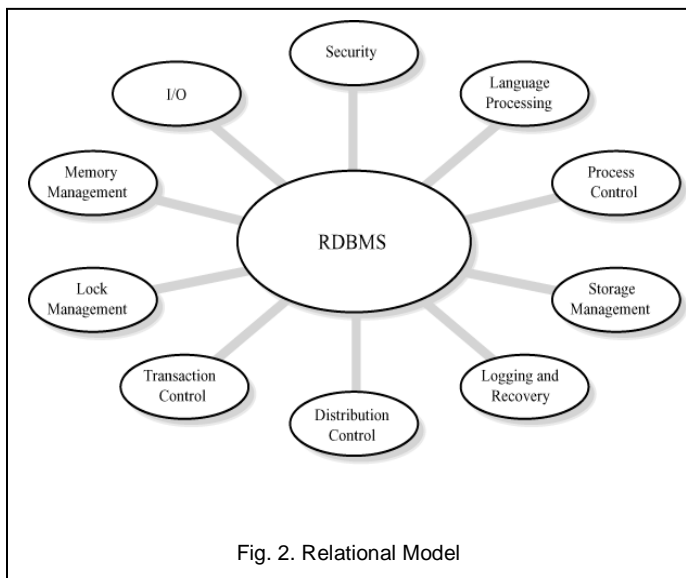 Security
I/O
Language
Processing
Memory
Management
Process
Control
RDBMS
Lock
Management
Storage
Management
Transaction
Control
Logging and
Recovery
Distribution
Control
Fig. 2. Relational Model